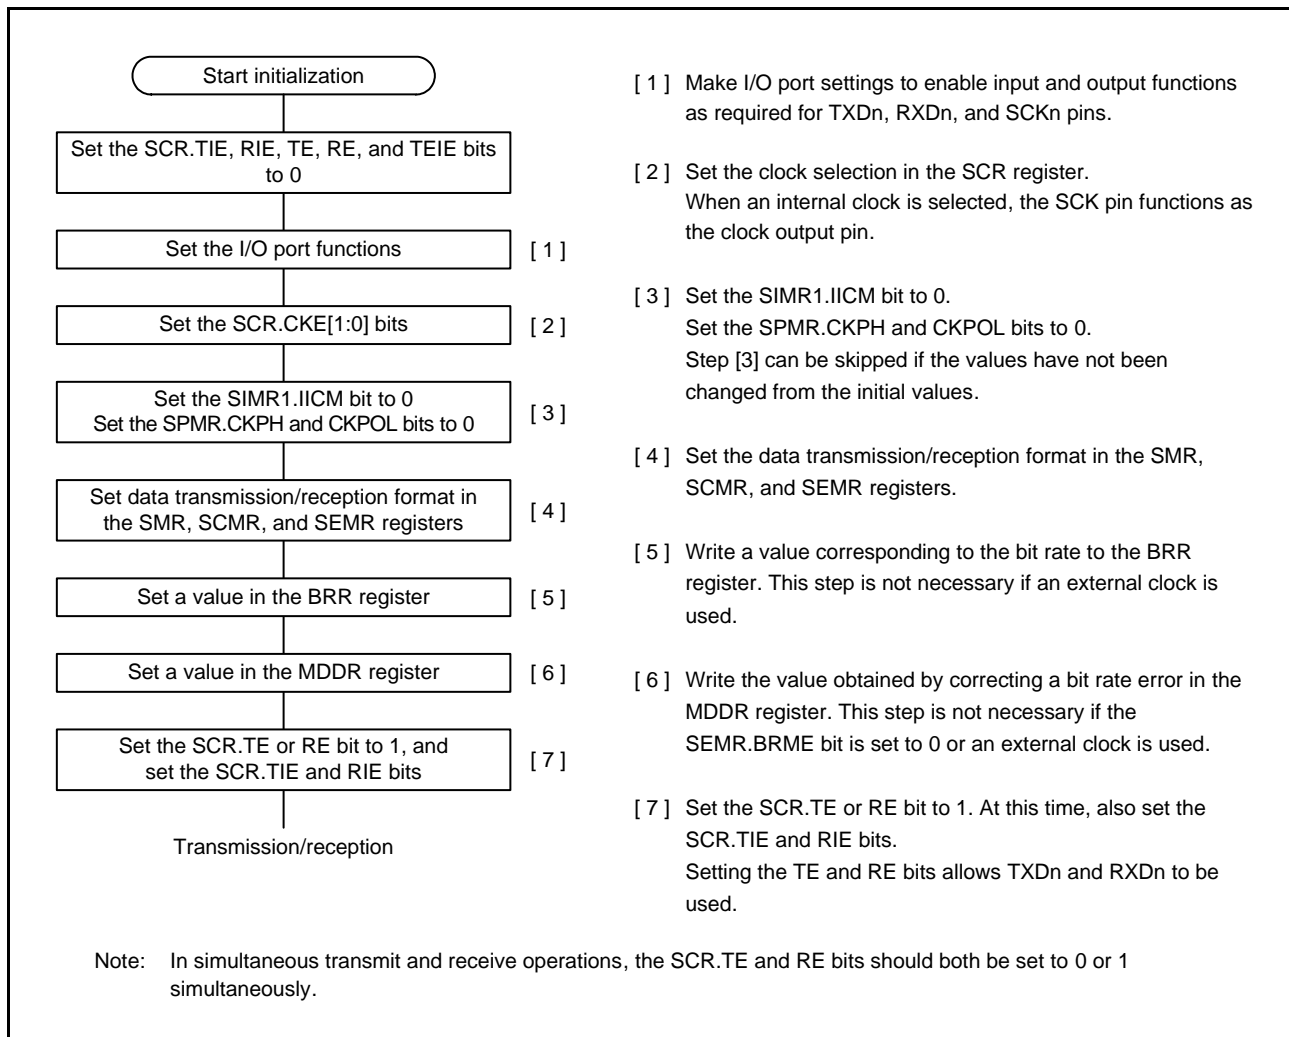 Start initialization
Set the SCR.TIE, RIE, TE, RE, and TEIE bits
to 0
Set the I/O port functions
[ 1 ]
Set the SCR.CKE[1:0] bits
[ 2 ]
Set the SIMR1.IICM bit to 0
Set the SPMR.CKPH and CKPOL bits to 0
[ 3 ]
Set data transmission/reception format in
the SMR, SCMR, and SEMR registers
[ 4 ]
Set a value in the BRR register
[ 5 ]
Set a value in the MDDR register
[ 6 ]
Set the SCR.TE or RE bit to 1, and
set the SCR.TIE and RIE bits
[ 7 ]
Transmission/reception
[ 1 ] Make I/O port settings to enable input and output functions
as required for TXDn, RXDn, and SCKn pins.
[ 2 ] Set the clock selection in the SCR register.
When an internal clock is selected, the SCK pin functions as
the clock output pin.
[ 3 ] Set the SIMR1.IICM bit to 0.
Set the SPMR.CKPH and CKPOL bits to 0.
Step [3] can be skipped if the values have not been
changed from the initial values.
[ 4 ] Set the data transmission/reception format in the SMR,
SCMR, and SEMR registers.
[ 5 ] Write a value corresponding to the bit rate to the BRR
register. This step is not necessary if an external clock is
used.
[ 6 ] Write the value obtained by correcting a bit rate error in the
MDDR register. This step is not necessary if the
SEMR.BRME bit is set to 0 or an external clock is used.
[ 7 ] Set the SCR.TE or RE bit to 1. At this time, also set the
SCR.TIE and RIE bits.
Setting the TE and RE bits allows TXDn and RXDn to be
used.
Note: In simultaneous transmit and receive operations, the SCR.TE and RE bits should both be set to 0 or 1
simultaneously.